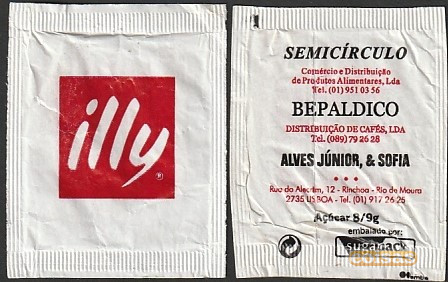 illy
®
SEMICÍRCULO
Comércio e Distribuição
de Produtos Alimentares, Lda
Tel. (01) 951 03 56
BEPALDICO
DISTRIBUIÇÃO DE CAFÉS, LDA
Tel. (089) 79 26 28
ALVES JÚNIOR, & SOFIA
Rua do Alecrim, 12 - Rinchoa - Rio de Mouro
2735 LISBOA - Tel. (01) 917 26 25
Açúcar 8/9g
embalado por:
sugapack